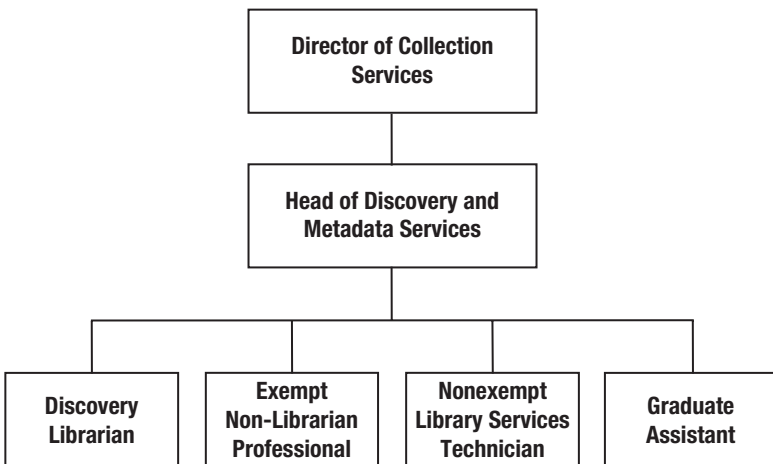 Director of Collection
Services
Head of Discovery and
Metadata Services
Discovery
Librarian
Exempt
Non-Librarian
Professional
Nonexempt
Library Services
Technician
Graduate
Assistant